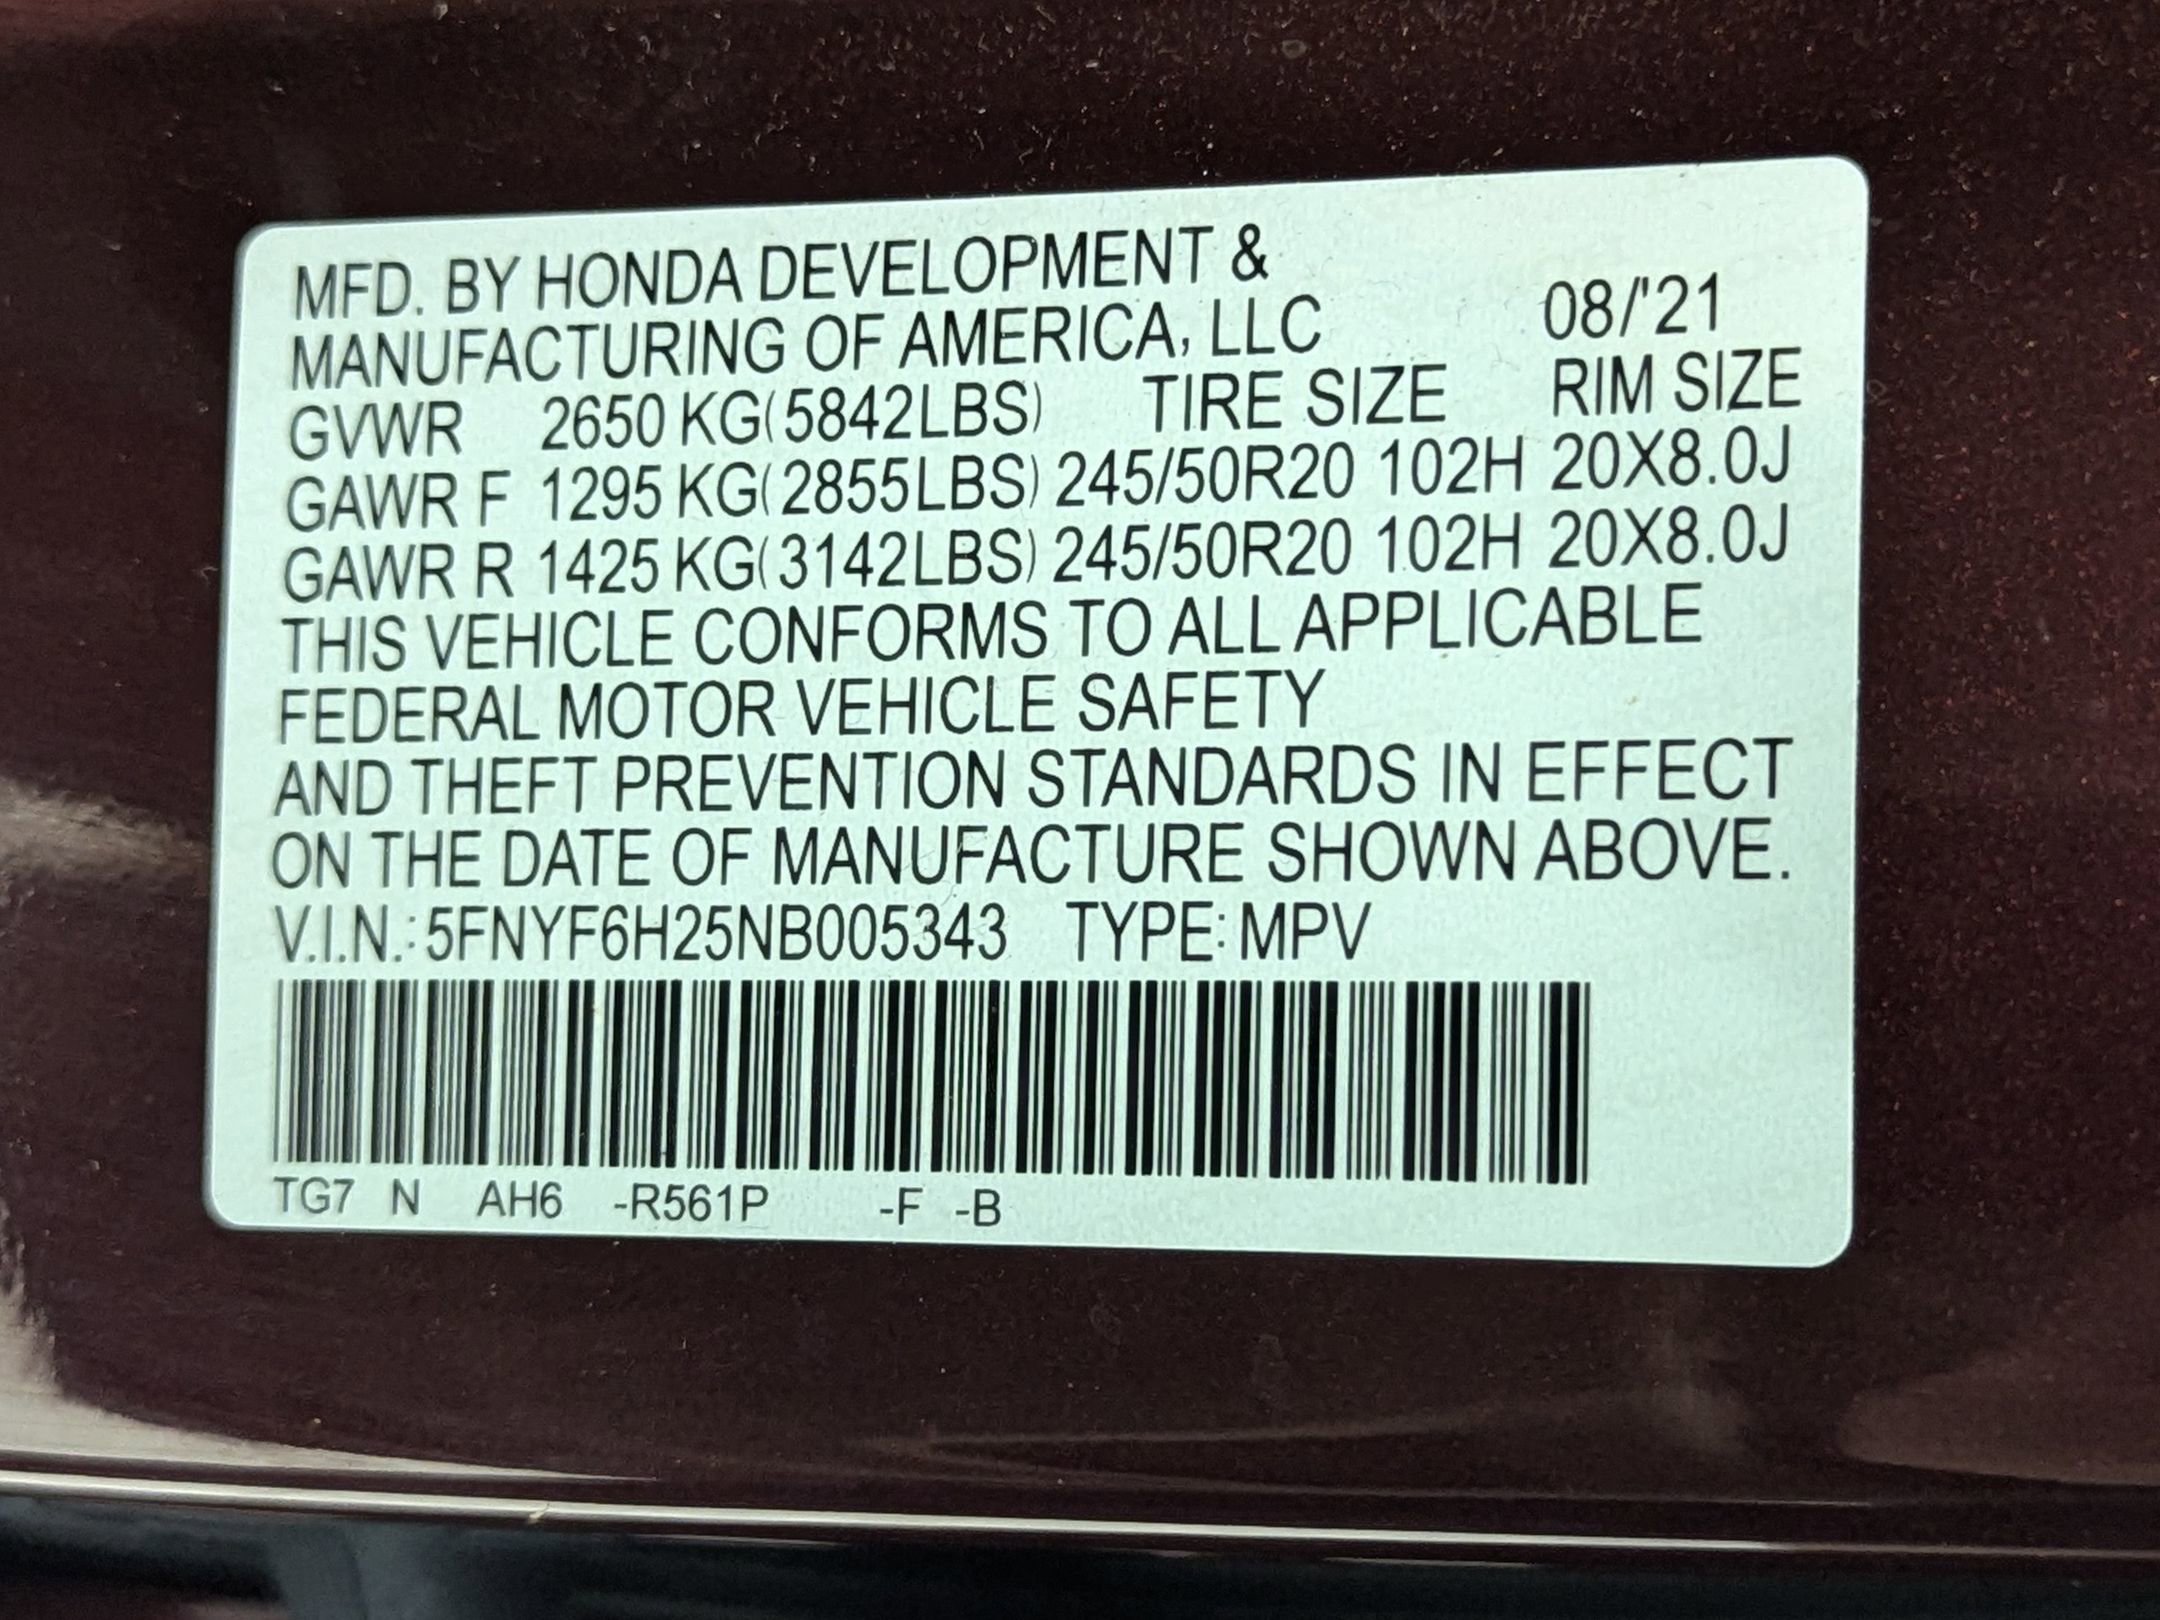 MFD. BY HONDA DEVELOPMENT &
MANUFACTURING OF AMERICA, LLC 08/'21
GVWR 2650 KG(5842LBS) TIRE SIZE RIM SIZE
GAWR F 1295 KG(2855LBS) 245/50R20 102H 20X8.0J
GAWR R 1425 KG(3142LBS) 245/50R20 102H 20X8.0J
THIS VEHICLE CONFORMS TO ALL APPLICABLE
FEDERAL MOTOR VEHICLE SAFETY
AND THEFT PREVENTION STANDARDS IN EFFECT
ON THE DATE OF MANUFACTURE SHOWN ABOVE.
V.I.N.: 5FNYF6H25NB005343 TYPE: MPV
TG7 N AH6 -R561P -F -B